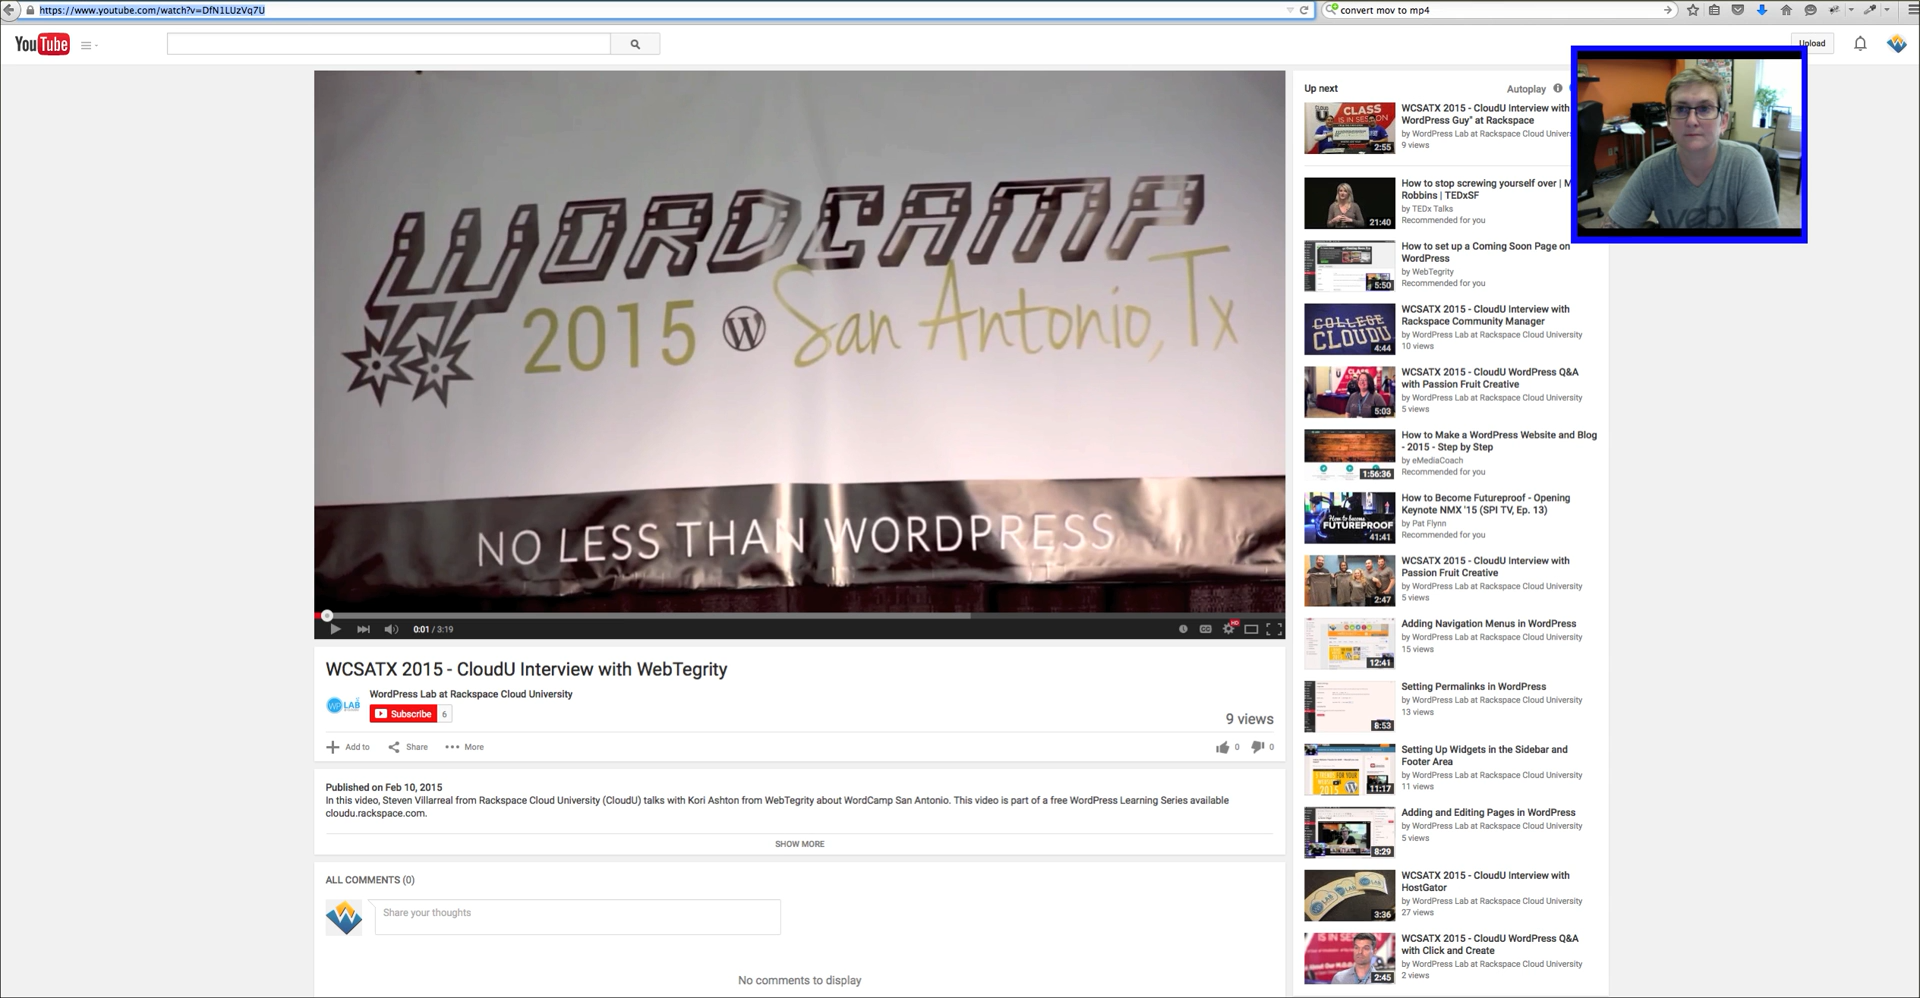 https://www.youtube.com/watch?v=DfN1LUzVq7U
convert mov to mp4
YouTube
Upload
WORDCAMP
2015 San Antonio, Tx
NO LESS THAN WORDPRESS
0:01 / 3:19
HD
WCSATX 2015 - CloudU Interview with WebTegrity
WP LAB
WordPress Lab at Rackspace Cloud University
Subscribe 6
9 views
Add to Share More
0 0
Published on Feb 10, 2015
In this video, Steven Villarreal from Rackspace Cloud University (CloudU) talks with Kori Ashton from WebTegrity about WordCamp San Antonio. This video is part of a free WordPress Learning Series available
cloudu.rackspace.com.
SHOW MORE
ALL COMMENTS (0)
Share your thoughts
No comments to display
Up next Autoplay
WCSATX 2015 - CloudU Interview with
WordPress Guy" at Rackspace
by WordPress Lab at Rackspace Cloud Univer
9 views
CLASS
IS IN SESSION
2:55
How to stop screwing yourself over | M
Robbins | TEDxSF
by TEDx Talks
Recommended for you
21:40
How to set up a Coming Soon Page on
WordPress
by WebTegrity
Recommended for you
5:50
WCSATX 2015 - CloudU Interview with
Rackspace Community Manager
by WordPress Lab at Rackspace Cloud University
10 views
COLLEGE
CLOUDU
4:44
WCSATX 2015 - CloudU WordPress Q&A
with Passion Fruit Creative
by WordPress Lab at Rackspace Cloud University
5 views
5:03
How to Make a WordPress Website and Blog
- 2015 - Step by Step
by eMediaCoach
Recommended for you
1:56:36
How to Become Futureproof - Opening
Keynote NMX '15 (SPI TV, Ep. 13)
by Pat Flynn
Recommended for you
How to become
FUTUREPROOF
41:41
WCSATX 2015 - CloudU Interview with
Passion Fruit Creative
by WordPress Lab at Rackspace Cloud University
5 views
2:47
Adding Navigation Menus in WordPress
by WordPress Lab at Rackspace Cloud University
15 views
12:41
Setting Permalinks in WordPress
by WordPress Lab at Rackspace Cloud University
13 views
8:53
Setting Up Widgets in the Sidebar and
Footer Area
by WordPress Lab at Rackspace Cloud University
11 views
11:17
Adding and Editing Pages in WordPress
by WordPress Lab at Rackspace Cloud University
5 views
8:29
WCSATX 2015 - CloudU Interview with
HostGator
by WordPress Lab at Rackspace Cloud University
27 views
3:36
WCSATX 2015 - CloudU WordPress Q&A
with Click and Create
by WordPress Lab at Rackspace Cloud University
2 views
2:45